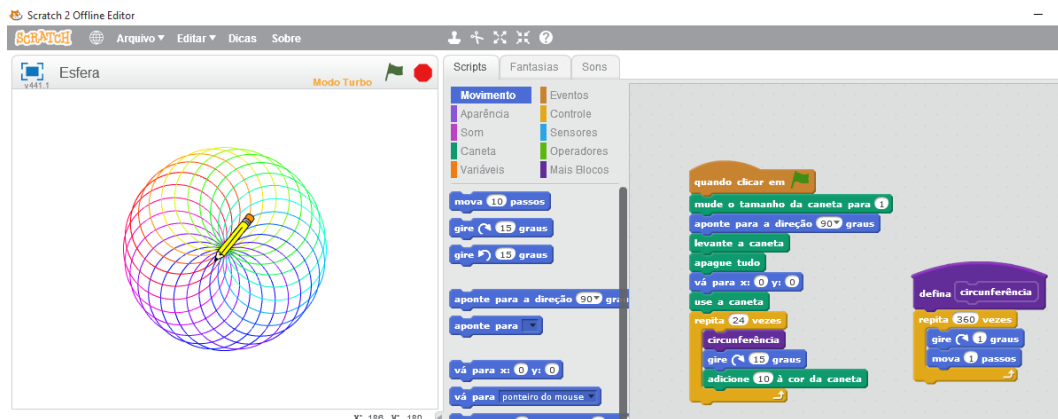 Scratch 2 Offline Editor
SCRATCH Arquivo Editar Dicas Sobre
Esfera
v441.1
Modo Turbo
Scripts Fantasias Sons
Movimento Eventos
Aparência Controle
Som Sensores
Caneta Operadores
Variáveis Mais Blocos
mova 10 passos
gire 15 graus
gire 15 graus
aponte para a direção 90 gra
aponte para
vá para x: 0 y: 0
vá para ponteiro do mouse
quando clicar em
mude o tamanho da caneta para 1
aponte para a direção 90 graus
levante a caneta
apague tudo
vá para x: 0 y: 0
use a caneta
repita 24 vezes
circunferência
gire 15 graus
adicione 10 à cor da caneta
defina circunferência
repita 360 vezes
gire 1 graus
mova 1 passos